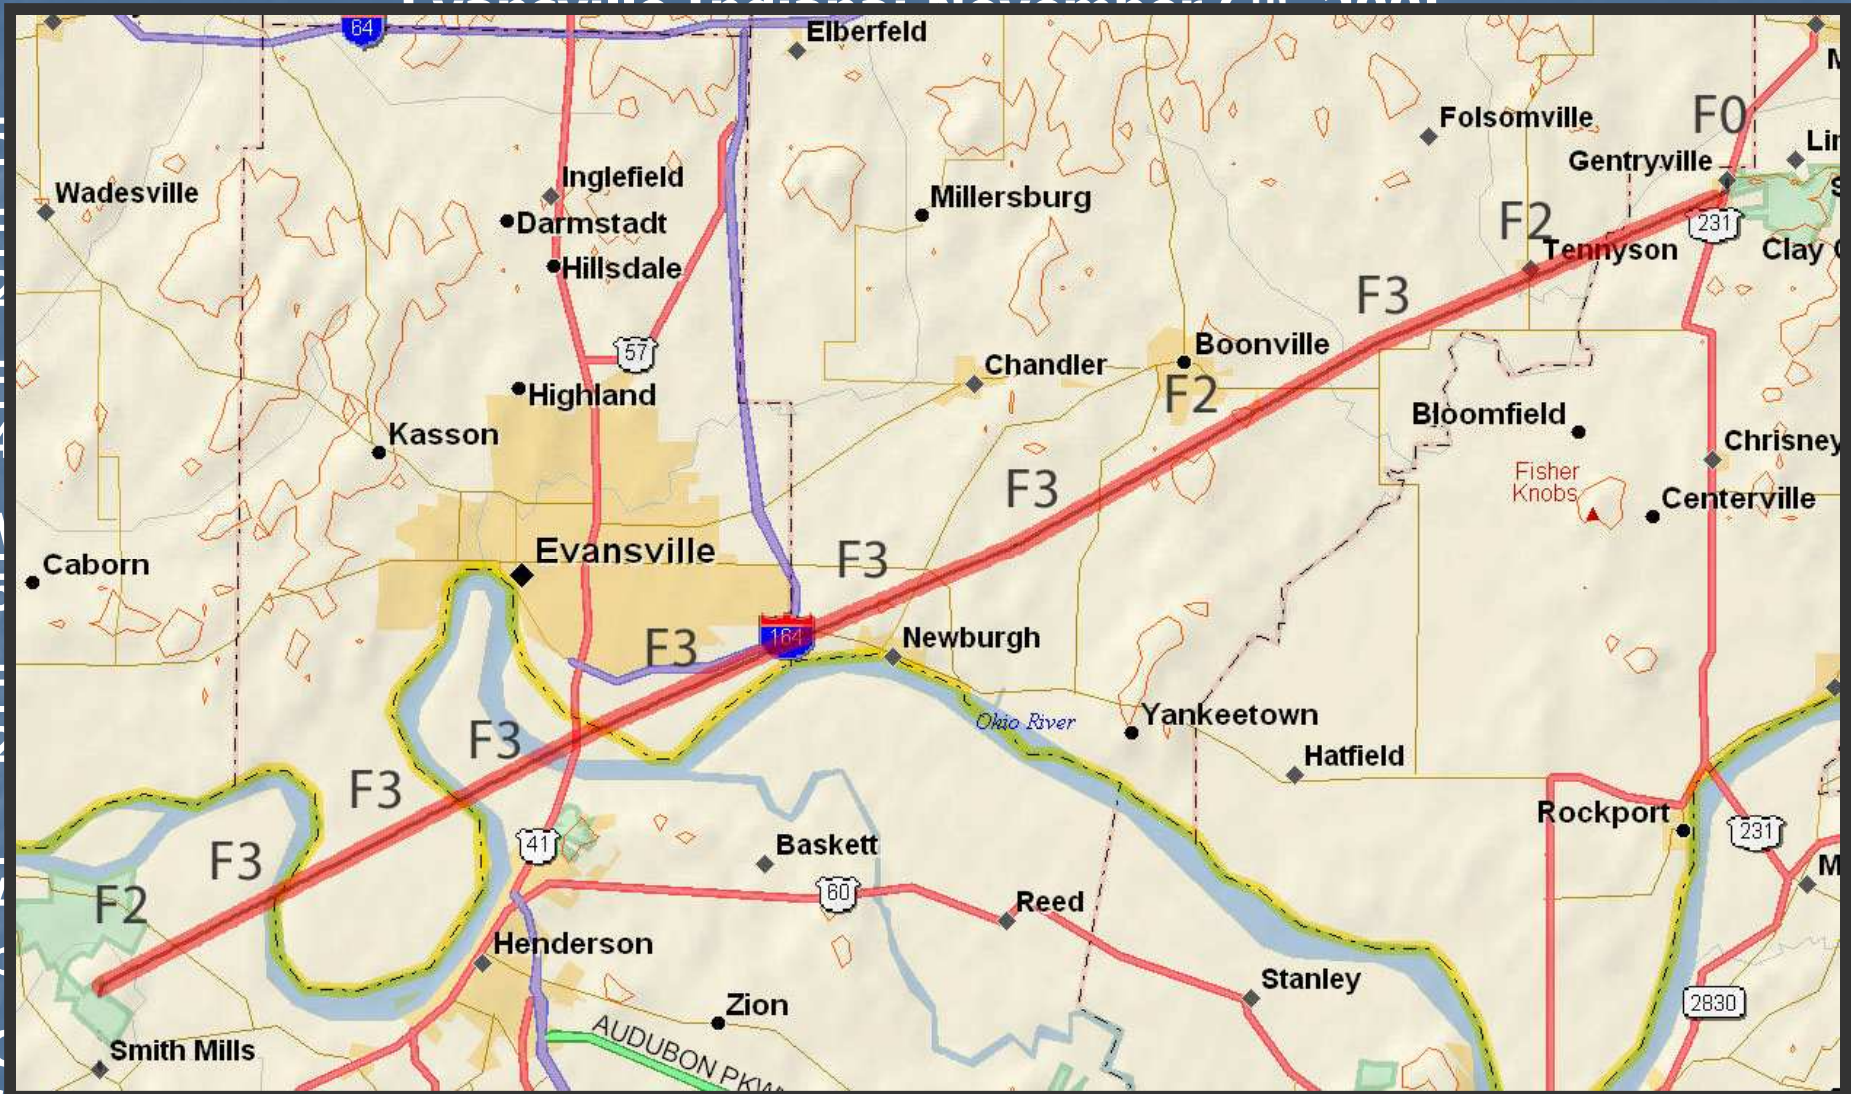 64
Elberfeld
Folsomville
F0
Gentryville
Wadesville
Inglefield
Millersburg
Darmstadt
F2
231
Tennyson
Clay
Hillsdale
F3
57
Boonville
Chandler
Highland
F2
Bloomfield
Kasson
Chrisney
Fisher
Knobs
F3
Centerville
Evansville
F3
Caborn
164
Newburgh
F3
Ohio River
Yankeetown
F3
Hatfield
F3
Rockport
231
41
Baskett
F3
60
F2
Reed
Henderson
Stanley
Zion
2830
AUDUBON PKW
Smith Mills